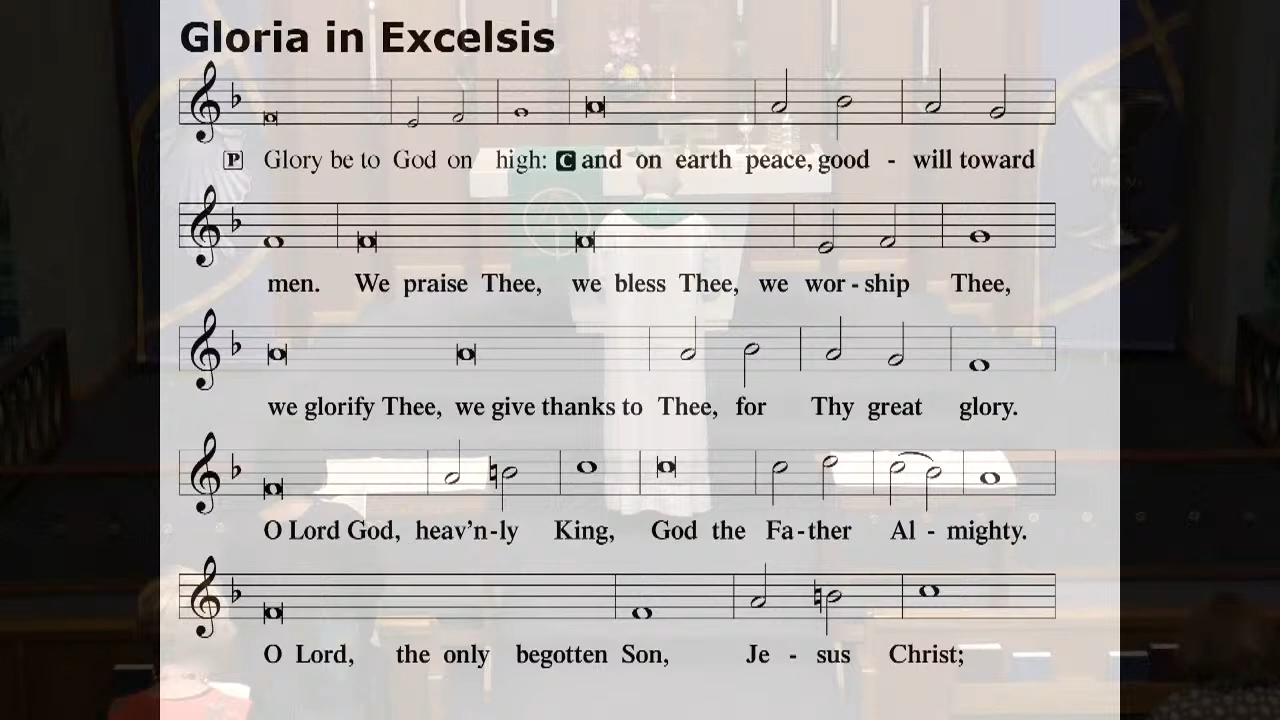 Gloria in Excelsis
P Glory be to God on high: C and on earth peace, good - will toward
men. We praise Thee, we bless Thee, we wor - ship Thee,
we glorify Thee, we give thanks to Thee, for Thy great glory.
O Lord God, heav'n-ly King, God the Fa-ther Al - mighty.
O Lord, the only begotten Son, Je - sus Christ;